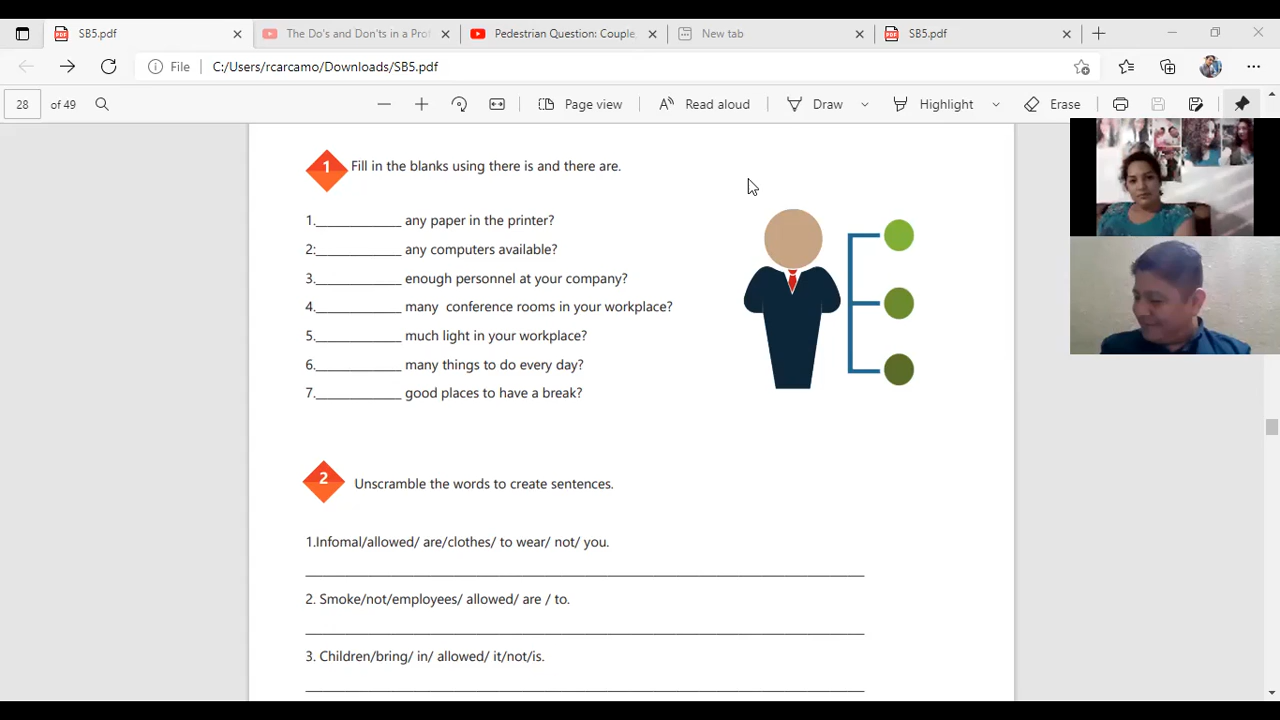 SB5.pdf
The Do's and Don'ts in a Prof
Pedestrian Question: Couple
New tab
SB5.pdf
File C:/Users/rcarcamo/Downloads/SB5.pdf
28 of 49 Page view Read aloud Draw Highlight Erase
1 Fill in the blanks using there is and there are.
1.____________ any paper in the printer?
2:____________ any computers available?
3.____________ enough personnel at your company?
4.____________ many conference rooms in your workplace?
5.____________ much light in your workplace?
6.____________ many things to do every day?
7.____________ good places to have a break?
2 Unscramble the words to create sentences.
1.Infomal/allowed/ are/clothes/ to wear/ not/ you.
2. Smoke/not/employees/ allowed/ are / to.
3. Children/bring/ in/ allowed/ it/not/is.